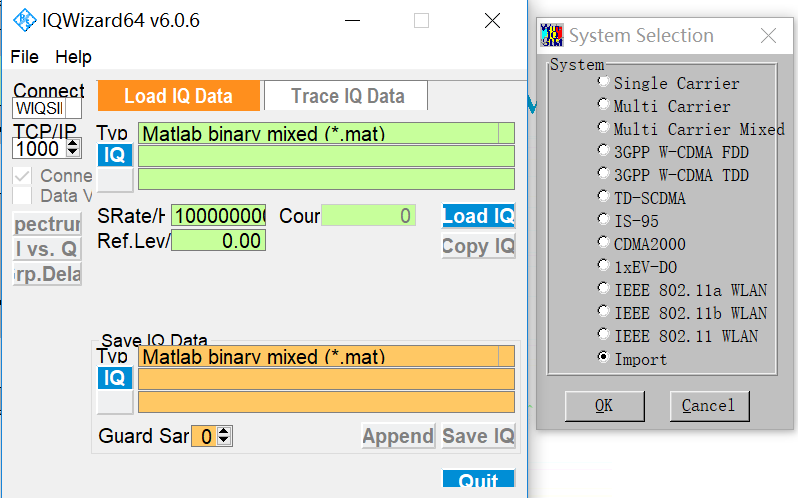 IQWizard64 v6.0.6
File Help
Connect
WIQSI
TCP/IP
1000
Conne
Data V
pectrur
I vs. Q
rp.Dela
Load IQ Data
Trace IQ Data
Typ
Matlab binary mixed (*.mat)
IQ
SRate/H
100000000
Cour
0
Load IQ
Ref.Lev/
0.00
Copy IQ
Save IQ Data
Typ
Matlab binary mixed (*.mat)
IQ
Guard Sar
0
Append
Save IQ
Quit
System Selection
System
Single Carrier
Multi Carrier
Multi Carrier Mixed
3GPP W-CDMA FDD
3GPP W-CDMA TDD
TD-SCDMA
IS-95
CDMA2000
1xEV-DO
IEEE 802.11a WLAN
IEEE 802.11b WLAN
IEEE 802.11 WLAN
Import
OK
Cancel